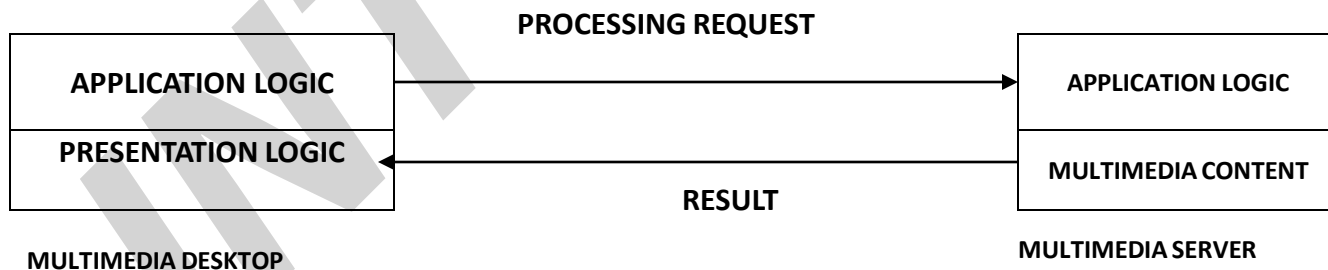 PROCESSING REQUEST
APPLICATION LOGIC
APPLICATION LOGIC
PRESENTATION LOGIC
MULTIMEDIA CONTENT
RESULT
MULTIMEDIA DESKTOP
MULTIMEDIA SERVER